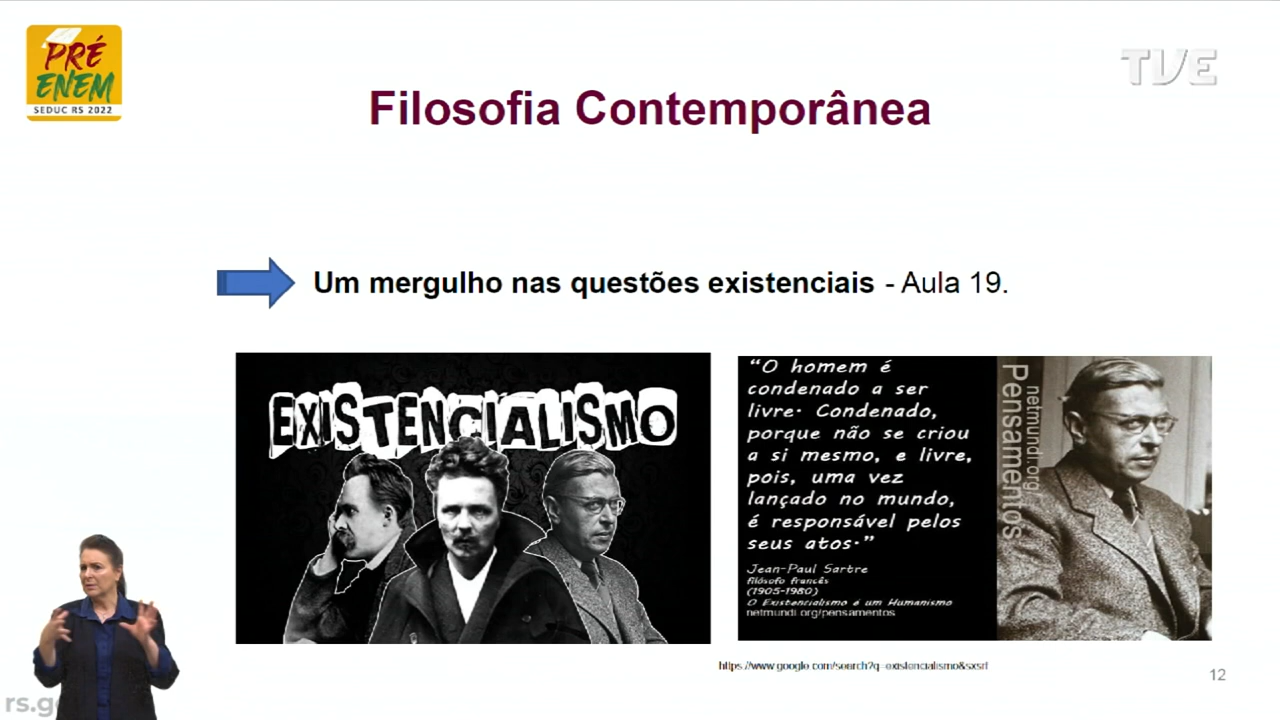 PRÉ
ENEM
SEDUC RS 2022
TVE
Filosofia Contemporânea
Um mergulho nas questões existenciais - Aula 19.
EXISTENCIALISMO
“O homem é
condenado a ser
livre. Condenado,
porque não se criou
a si mesmo, e livre,
pois, uma vez
lançado no mundo,
é responsável pelos
seus atos.”
Jean-Paul Sartre
filósofo francês
(1905-1980)
O Existencialismo é um Humanismo
netmundi.org/pensamentos
netmundi.org
Pensamentos
https://www.google.com/search?q=existencialismo&sxsrf
12
rs.g